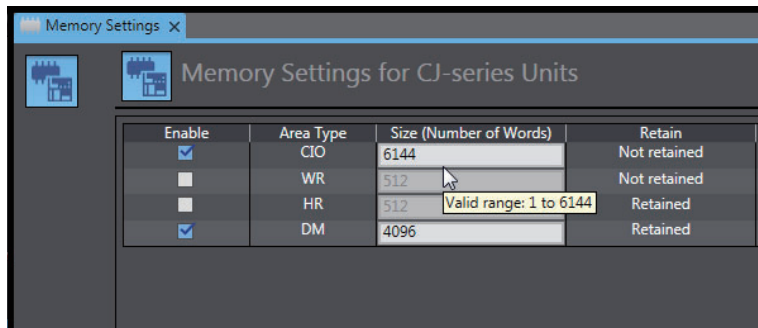 Memory Settings x
Memory Settings for CJ-series Units
Enable Area Type Size (Number of Words) Retain
CIO 6144 Not retained
WR 512 Not retained
HR 512 Retained
Valid range: 1 to 6144
DM 4096 Retained